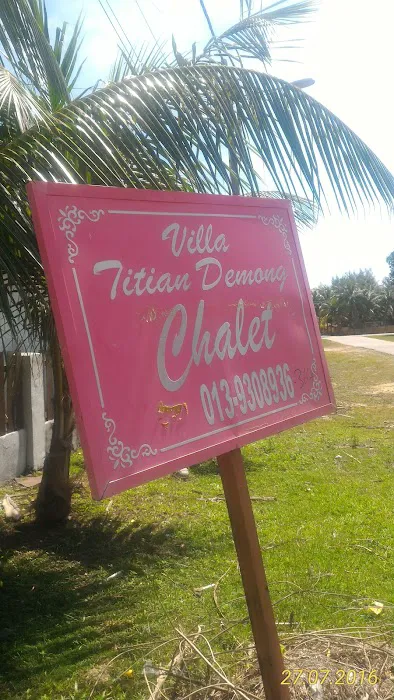 Villa
Titian Demong
Chalet
013-9308936
27.07.2016